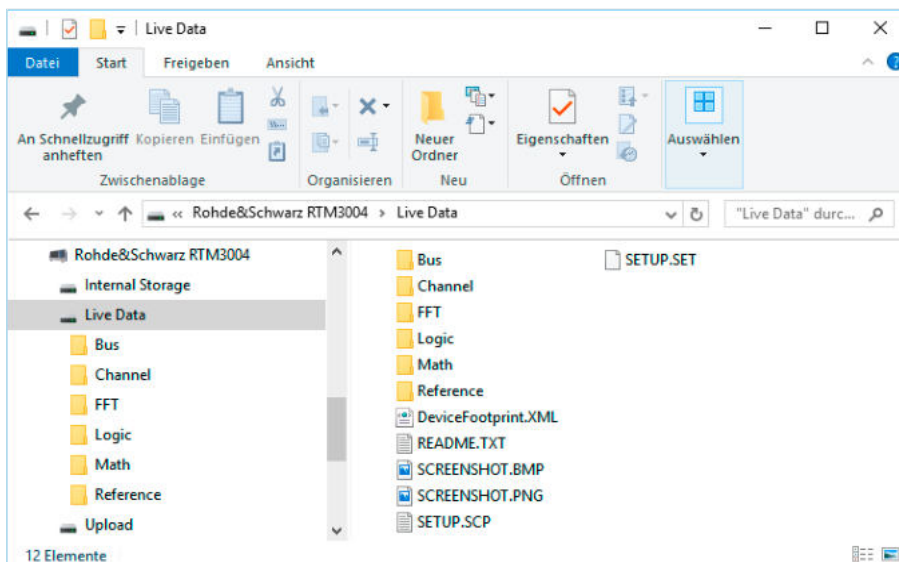 Live Data
Datei Start Freigeben Ansicht
An Schnellzugriff anheften Kopieren Einfügen Neuer Ordner Eigenschaften Auswählen
Zwischenablage Organisieren Neu Öffnen
« Rohde&Schwarz RTM3004 > Live Data "Live Data" durc...
Rohde&Schwarz RTM3004
Internal Storage
Live Data
Bus
Channel
FFT
Logic
Math
Reference
Upload
Bus
Channel
FFT
Logic
Math
Reference
DeviceFootprint.XML
README.TXT
SCREENSHOT.BMP
SCREENSHOT.PNG
SETUP.SCP
SETUP.SET
12 Elemente